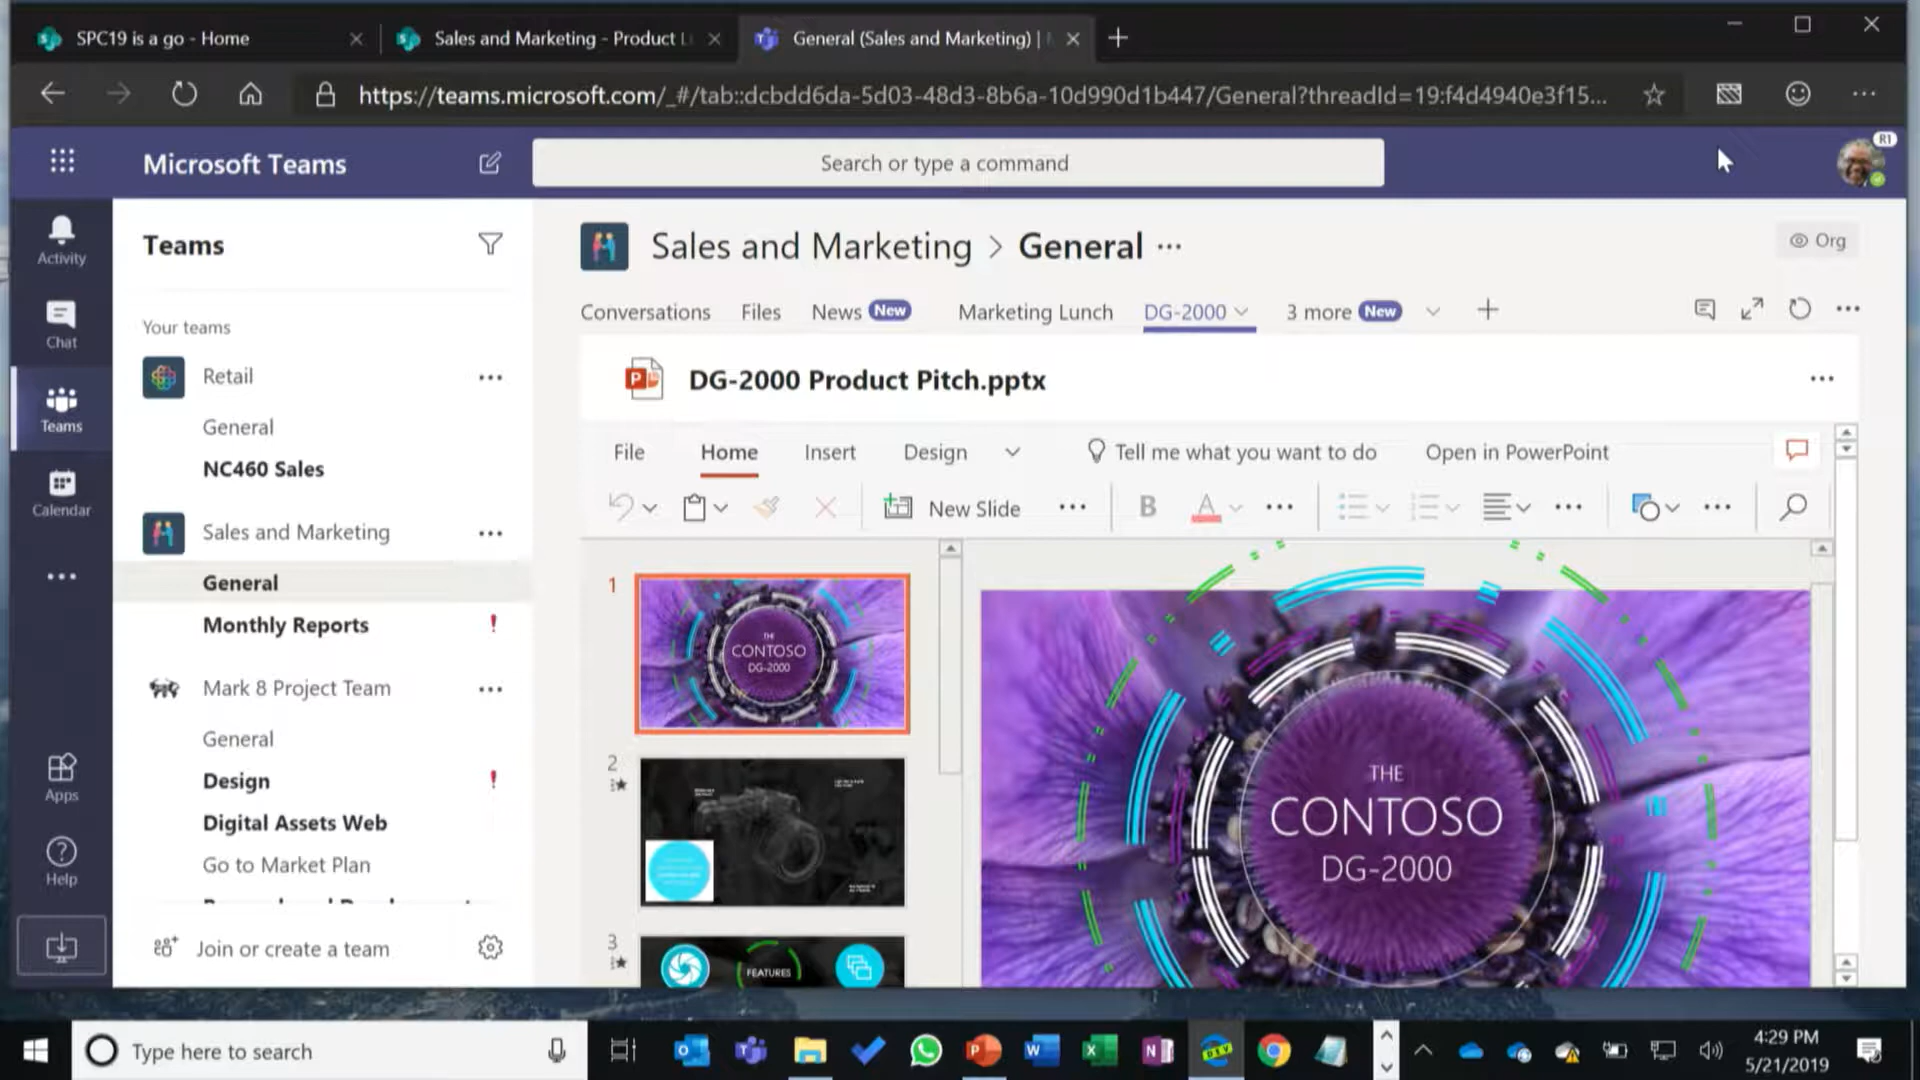 SPC19 is a go - Home
Sales and Marketing - Product Li
General (Sales and Marketing) |
https://teams.microsoft.com/_#/tab::dcbdd6da-5d03-48d3-8b6a-10d990d1b447/General?threadId=19:f4d4940e3f15...
Microsoft Teams
Search or type a command
R1
Activity
Chat
Teams
Calendar
Apps
Help
Teams
Your teams
Retail
General
NC460 Sales
Sales and Marketing
General
Monthly Reports
Mark 8 Project Team
General
Design
Digital Assets Web
Go to Market Plan
Join or create a team
Sales and Marketing > General ...
Org
Conversations Files News New Marketing Lunch DG-2000 3 more New
DG-2000 Product Pitch.pptx
File Home Insert Design Tell me what you want to do Open in PowerPoint
New Slide
B A
1
THE
CONTOSO
DG-2000
2
3
FEATURES
THE
CONTOSO
DG-2000
Type here to search
DEV
4:29 PM
5/21/2019